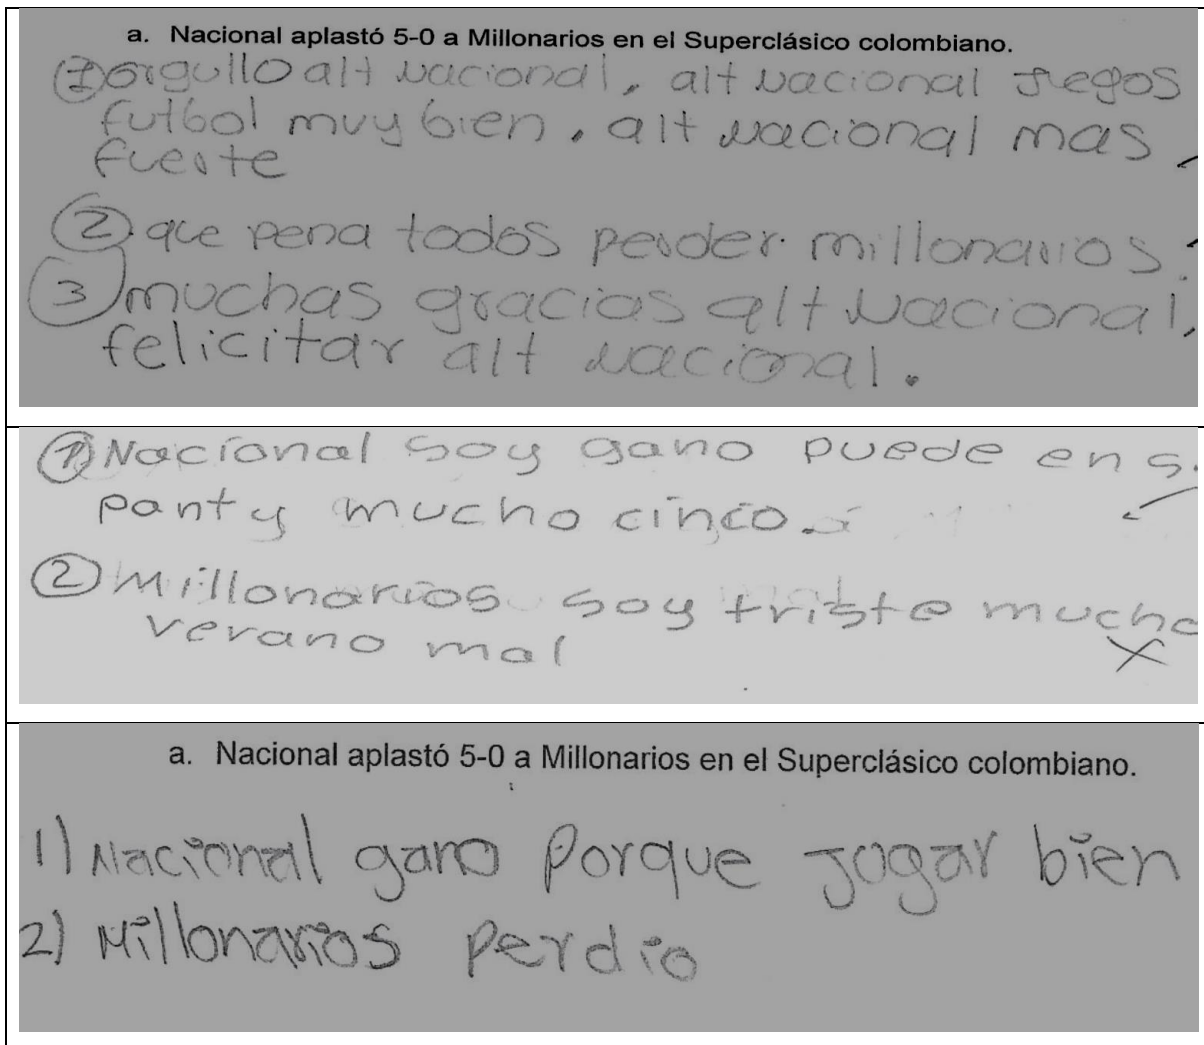 a. Nacional aplastó 5-0 a Millonarios en el Superclásico colombiano.
① orgullo alt nacional, alt nacional juegos
futbol muy bien, alt nacional mas
fuerte
② que pena todos perder millonarios.
③ muchas gracias alt Nacional,
felicitar alt nacional.
① Nacional soy gano puede en s.
panty mucho cinco.
② Millonarios soy triste mucho
verano mal
a. Nacional aplastó 5-0 a Millonarios en el Superclásico colombiano.
1) Nacional gano Porque Jugar bien
2) Millonarios Perdio